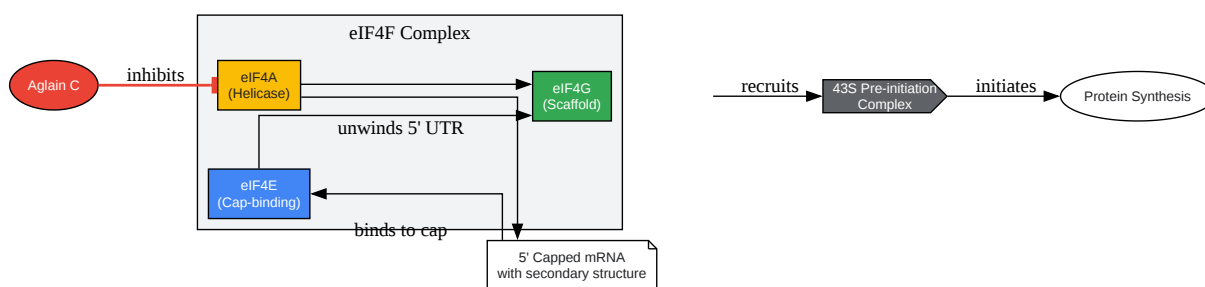 eIF4F Complex
Aglain C
inhibits
eIF4A
(Helicase)
eIF4G
(Scaffold)
unwinds 5' UTR
eIF4E
(Cap-binding)
binds to cap
5' Capped mRNA
with secondary structure
recruits
43S Pre-initiation
Complex
initiates
Protein Synthesis